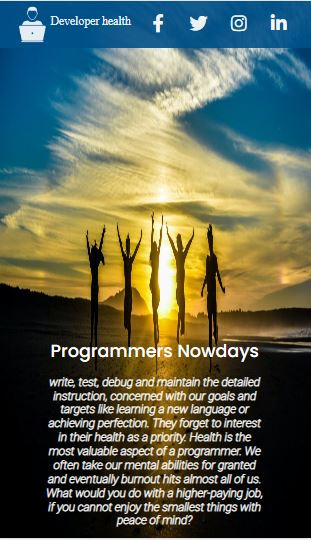 Developer health
Programmers Nowdays
write, test, debug and maintain the detailed
instruction, concerned with our goals and
targets like learning a new language or
achieving perfection. They forget to interest
in their health as a priority. Health is the
most valuable aspect of a programmer. We
often take our mental abilities for granted
and eventually burnout hits almost all of us.
What would you do with a higher-paying job,
if you cannot enjoy the smallest things with
peace of mind?